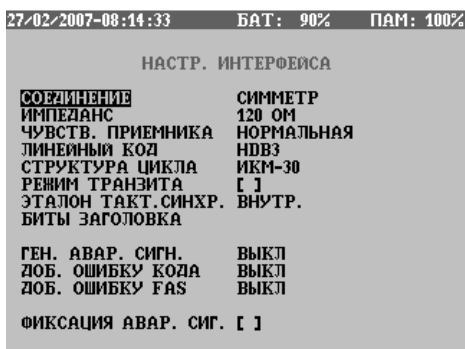 27/02/2007-08:14:33 БАТ: 90% ПАМ: 100%
НАСТР. ИНТЕРФЕЙСА
СОЕДИНЕНИЕ СИММЕТР
ИМПЕДАНС 120 ОМ
ЧУВСТВ. ПРИЕМНИКА НОРМАЛЬНАЯ
ЛИНЕЙНЫЙ КОД HDB3
СТРУКТУРА ЦИКЛА ИКМ-30
РЕЖИМ ТРАНЗИТА [ ]
ЭТАЛОН ТАКТ.СИНХР. ВНУТР.
БИТЫ ЗАГОЛОВКА
ГЕН. АВАР. СИГН. ВЫКЛ
ДОБ. ОШИБКУ КОДА ВЫКЛ
ДОБ. ОШИБКУ FAS ВЫКЛ
ФИКСАЦИЯ АВАР. СИГ. [ ]